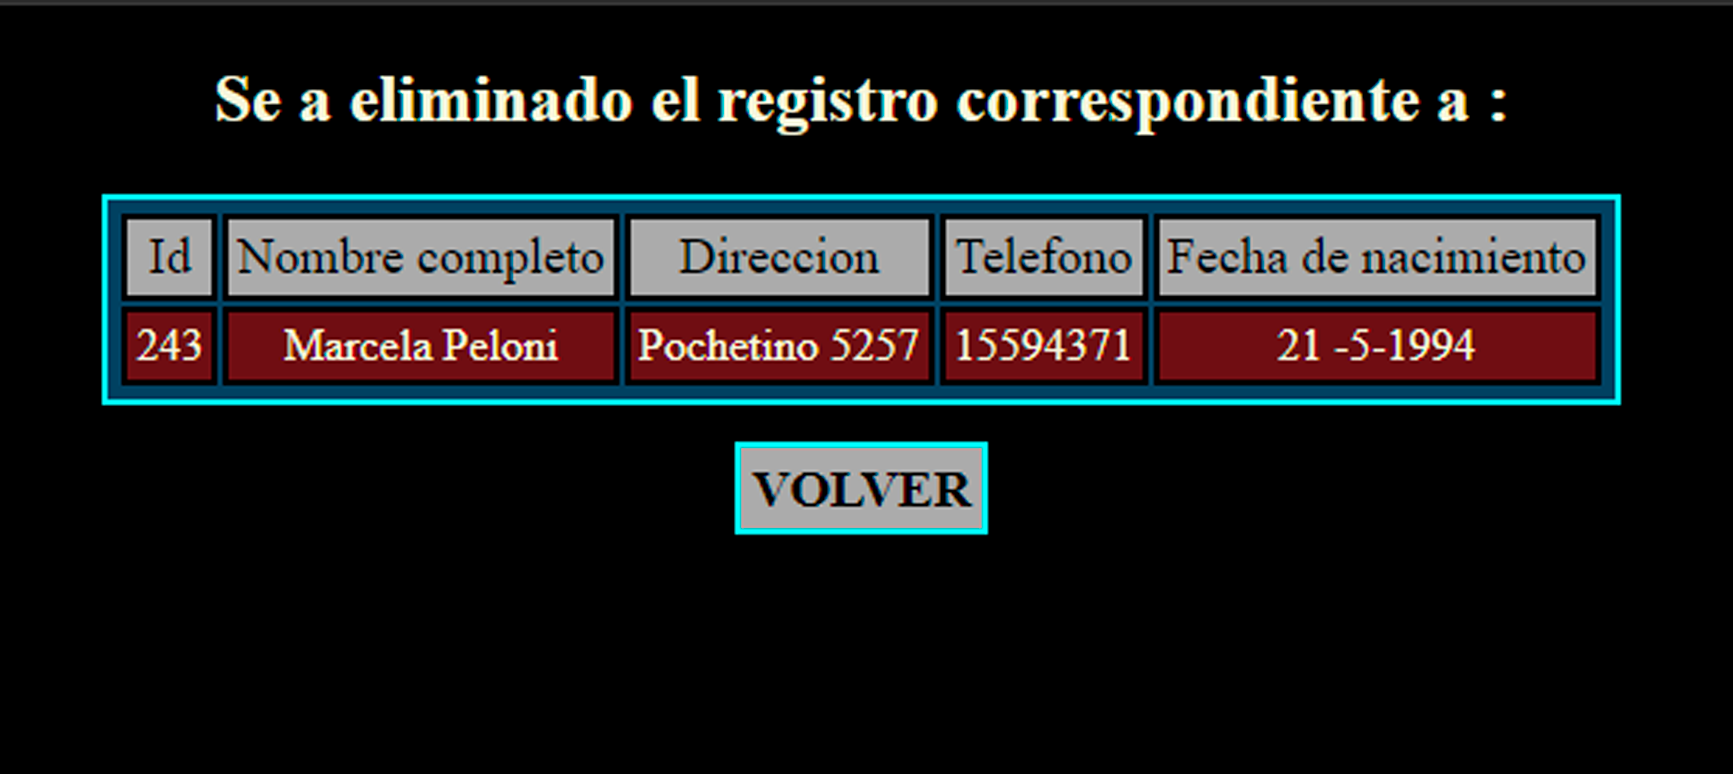 Se a eliminado el registro correspondiente a :
Id Nombre completo Direccion Telefono Fecha de nacimiento
243 Marcela Peloni Pochetino 5257 15594371 21 -5-1994
VOLVER